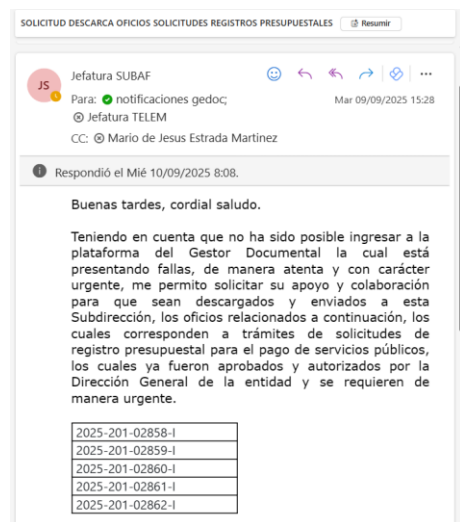 SOLICITUD DESCARCA OFICIOS SOLICITUDES REGISTROS PRESUPUESTALES
Resumir
JS
Jefatura SUBAF
Para: notificaciones gedoc;
Mar 09/09/2025 15:28
Jefatura TELEM
CC: Mario de Jesus Estrada Martinez
Respondió el Mié 10/09/2025 8:08.
Buenas tardes, cordial saludo.
Teniendo en cuenta que no ha sido posible ingresar a la
plataforma del Gestor Documental la cual está
presentando fallas, de manera atenta y con carácter
urgente, me permito solicitar su apoyo y colaboración
para que sean descargados y enviados a esta
Subdirección, los oficios relacionados a continuación, los
cuales corresponden a trámites de solicitudes de
registro presupuestal para el pago de servicios públicos,
los cuales ya fueron aprobados y autorizados por la
Dirección General de la entidad y se requieren de
manera urgente.
2025-201-02858-I
2025-201-02859-I
2025-201-02860-I
2025-201-02861-I
2025-201-02862-I